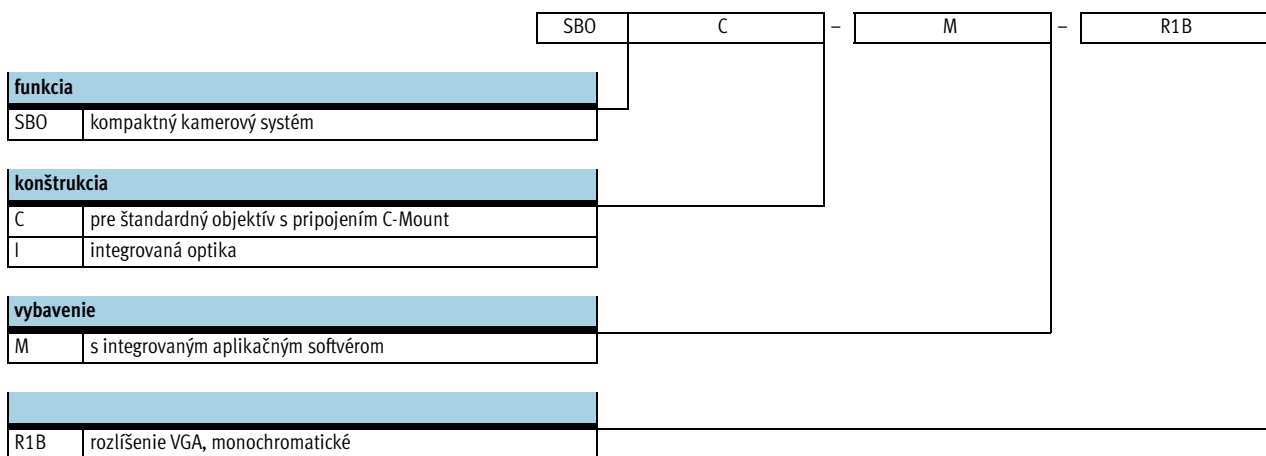 SBO C – M – R1B
funkcia
SBO kompaktný kamerový systém
konštrukcia
C pre štandardný objektív s pripojením C-Mount
I integrovaná optika
vybavenie
M s integrovaným aplikačným softvérom
R1B rozlíšenie VGA, monochromatické